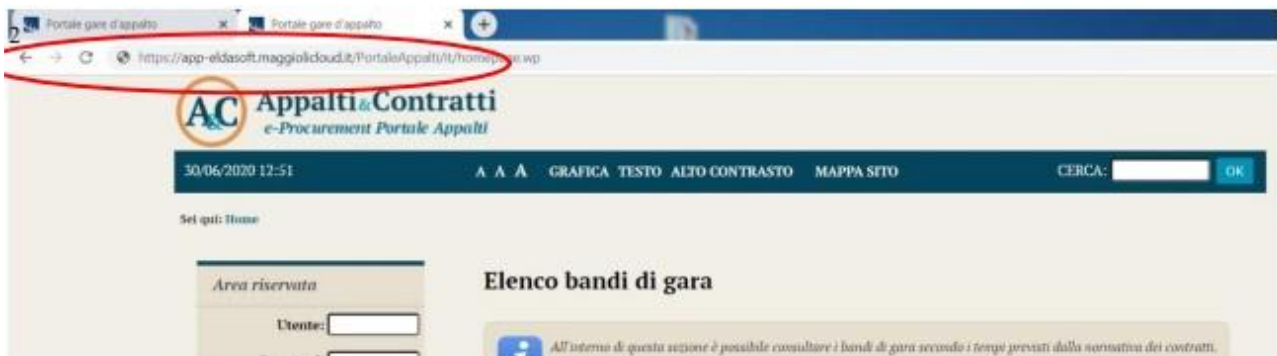 2
Portale gare d'appalto
Portale gare d'appalto
https://app-eldasoft.maggiolicloud.it/PortaleAppalti/it/homepage.wp
A&C Appalti&Contratti
e-Procurement Portale Appalti
30/06/2020 12:51 A A A GRAFICA TESTO ALTO CONTRASTO MAPPA SITO CERCA: OK
Sei qui: Home
Area riservata
Elenco bandi di gara
Utente:
All'interno di questa sezione è possibile consultare i bandi di gara secondo i tempi previsti dalla normativa dei contratti.